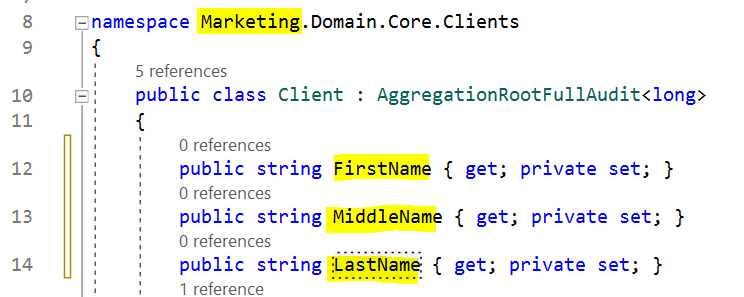 8 namespace Marketing.Domain.Core.Clients
9 {
5 references
10 public class Client : AggregationRootFullAudit<long>
11 {
0 references
12 public string FirstName { get; private set; }
0 references
13 public string MiddleName { get; private set; }
0 references
14 public string LastName { get; private set; }
1 reference